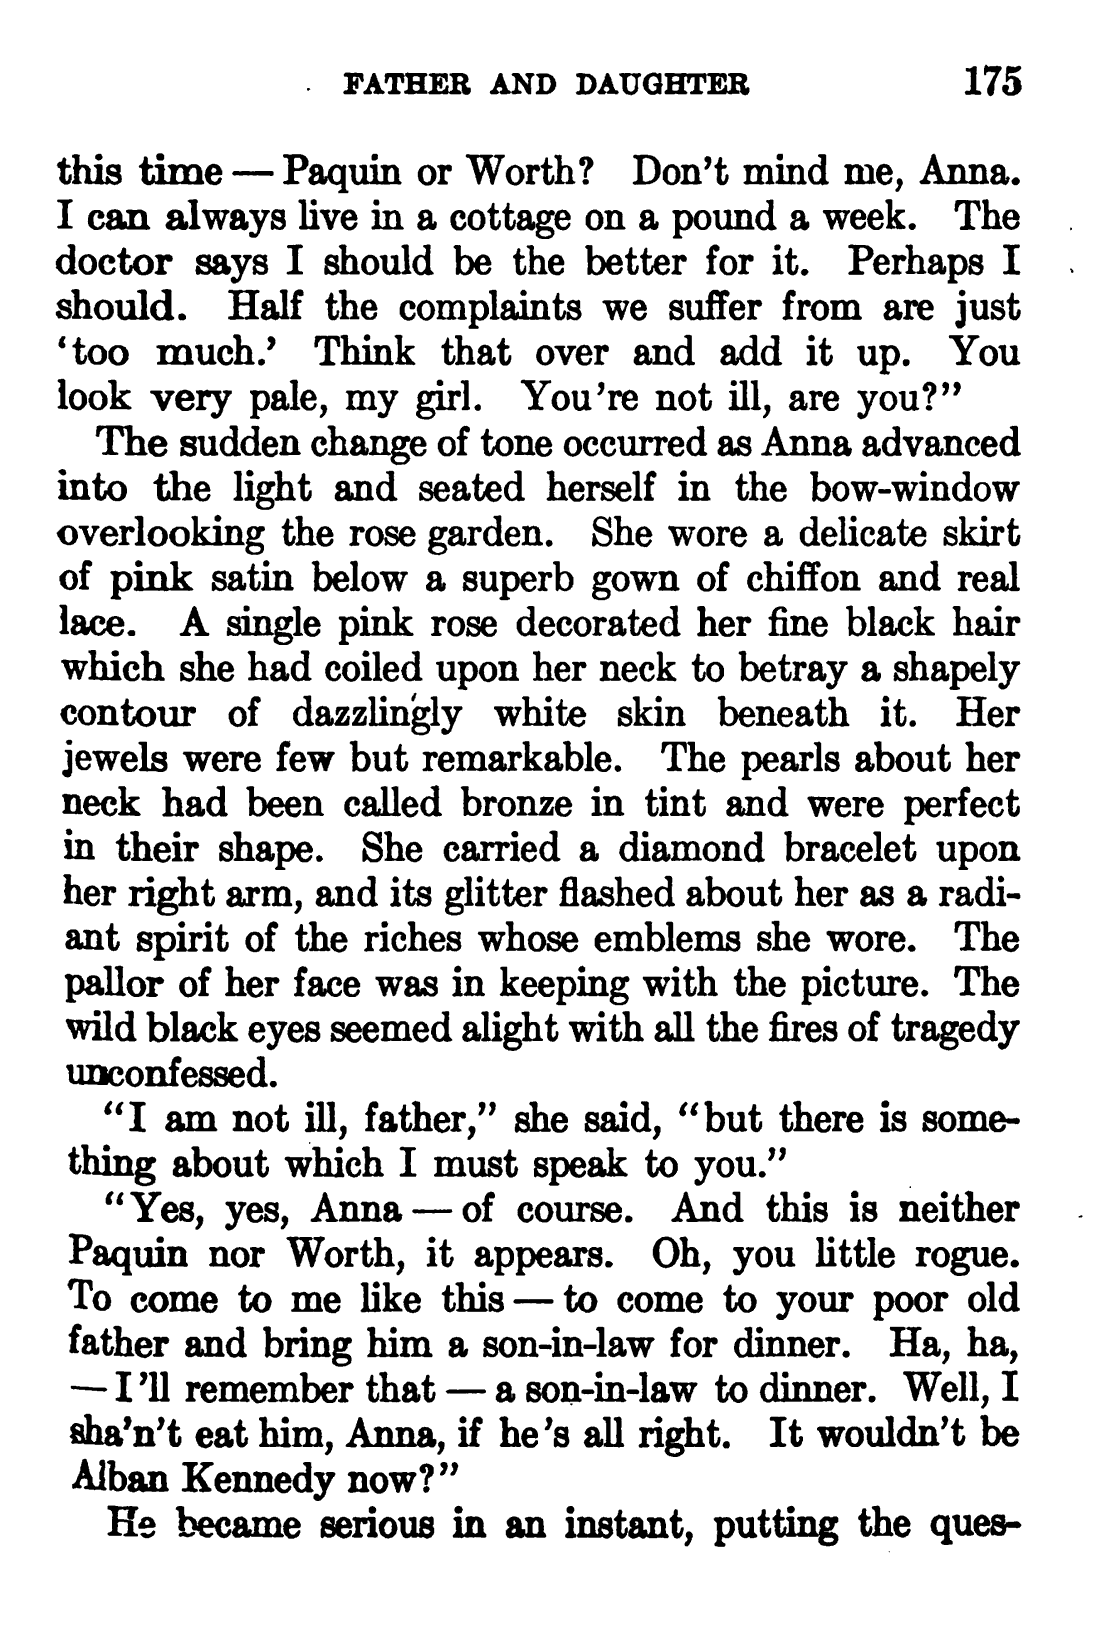 FATHER AND DAUGHTER 175
this time — Paquin or Worth? Don't mind me, Anna.
I can always live in a cottage on a pound a week. The
doctor says I should be the better for it. Perhaps I
should. Half the complaints we suffer from are just
'too much.' Think that over and add it up. You
look very pale, my girl. You're not ill, are you?"
The sudden change of tone occurred as Anna advanced
into the light and seated herself in the bow-window
overlooking the rose garden. She wore a delicate skirt
of pink satin below a superb gown of chiffon and real
lace. A single pink rose decorated her fine black hair
which she had coiled upon her neck to betray a shapely
contour of dazzlingly white skin beneath it. Her
jewels were few but remarkable. The pearls about her
neck had been called bronze in tint and were perfect
in their shape. She carried a diamond bracelet upon
her right arm, and its glitter flashed about her as a radi-
ant spirit of the riches whose emblems she wore. The
pallor of her face was in keeping with the picture. The
wild black eyes seemed alight with all the fires of tragedy
unconfessed.
"I am not ill, father," she said, "but there is some-
thing about which I must speak to you."
"Yes, yes, Anna — of course. And this is neither
Paquin nor Worth, it appears. Oh, you little rogue.
To come to me like this — to come to your poor old
father and bring him a son-in-law for dinner. Ha, ha,
— I'll remember that — a son-in-law to dinner. Well, I
sha'n't eat him, Anna, if he's all right. It wouldn't be
Alban Kennedy now?"
He became serious in an instant, putting the ques-